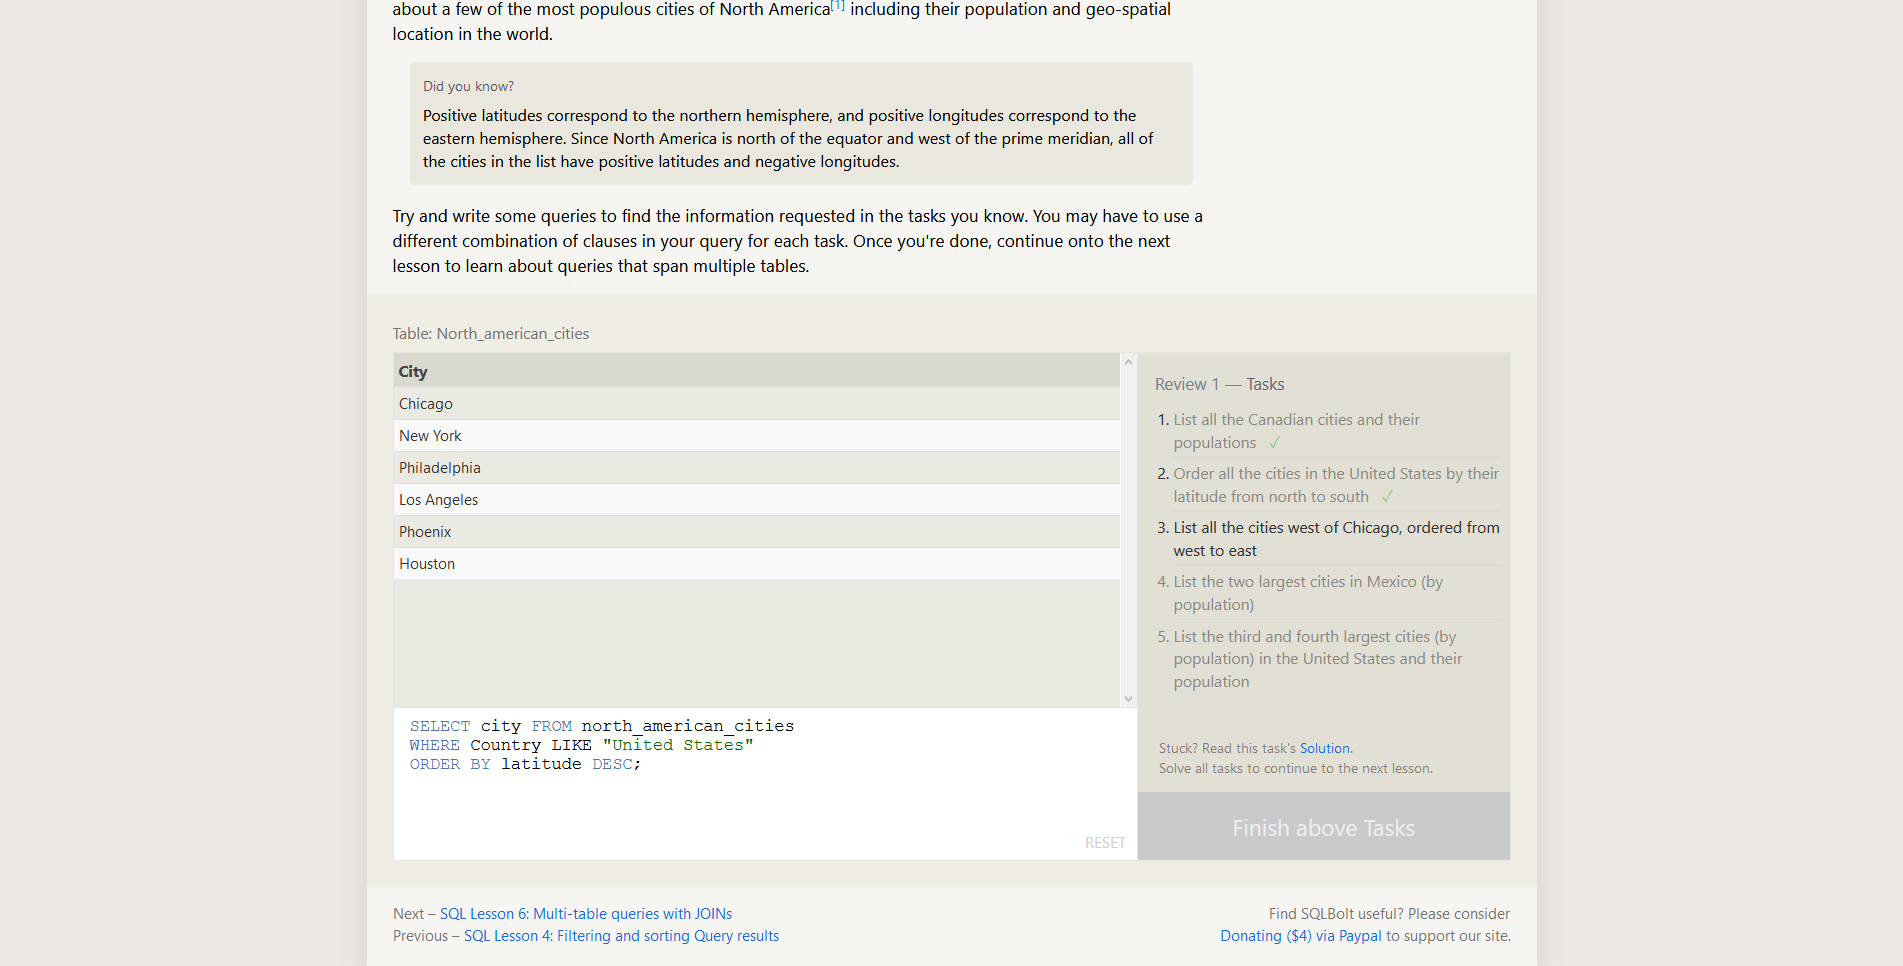 about a few of the most populous cities of North America[1] including their population and geo-spatial
location in the world.
Did you know?
Positive latitudes correspond to the northern hemisphere, and positive longitudes correspond to the
eastern hemisphere. Since North America is north of the equator and west of the prime meridian, all of
the cities in the list have positive latitudes and negative longitudes.
Try and write some queries to find the information requested in the tasks you know. You may have to use a
different combination of clauses in your query for each task. Once you're done, continue onto the next
lesson to learn about queries that span multiple tables.
Table: North_american_cities
City
Chicago
New York
Philadelphia
Los Angeles
Phoenix
Houston
SELECT city FROM north_american_cities
WHERE Country LIKE "United States"
ORDER BY latitude DESC;
RESET
Review 1 — Tasks
1. List all the Canadian cities and their
populations ✓
2. Order all the cities in the United States by their
latitude from north to south ✓
3. List all the cities west of Chicago, ordered from
west to east
4. List the two largest cities in Mexico (by
population)
5. List the third and fourth largest cities (by
population) in the United States and their
population
Stuck? Read this task's Solution.
Solve all tasks to continue to the next lesson.
Finish above Tasks
Next – SQL Lesson 6: Multi-table queries with JOINs
Previous – SQL Lesson 4: Filtering and sorting Query results
Find SQLBolt useful? Please consider
Donating ($4) via Paypal to support our site.